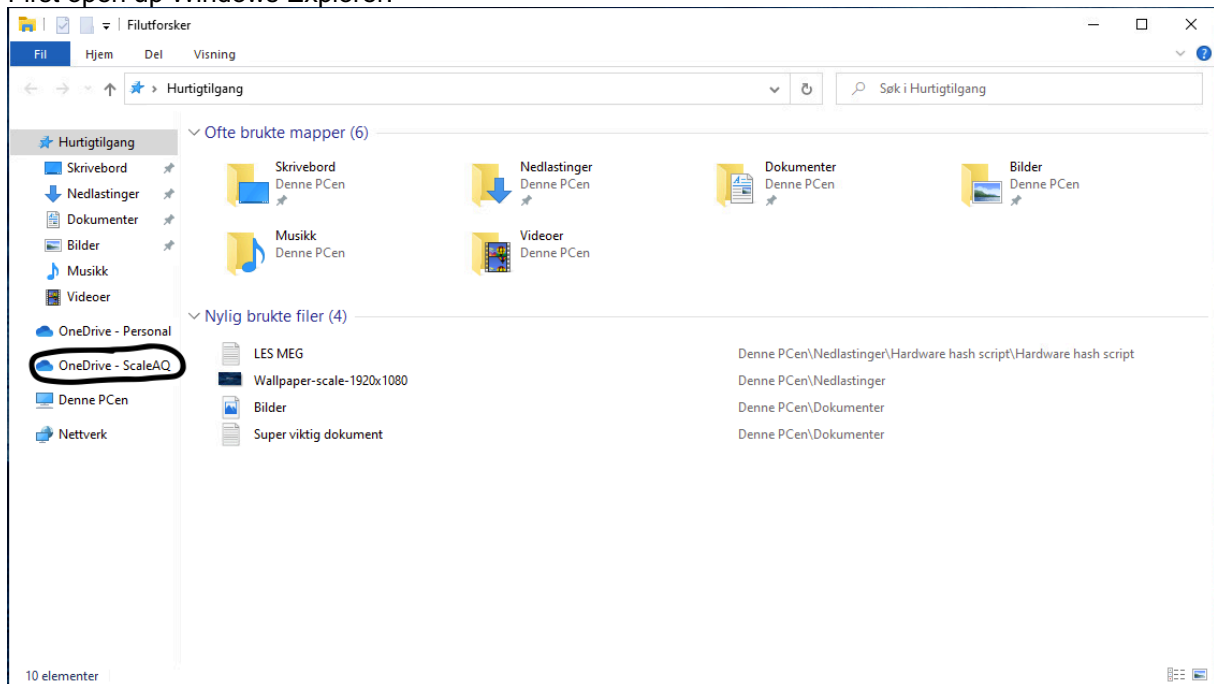 First open up Windows Explorer.
Filutforsker
Fil Hjem Del Visning
Hurtigtilgang
Søk i Hurtigtilgang
Hurtigtilgang
Skrivebord
Nedlastinger
Dokumenter
Bilder
Musikk
Videoer
OneDrive - Personal
OneDrive - ScaleAQ
Denne PCen
Nettverk
Ofte brukte mapper (6)
Skrivebord
Denne PCen
Nedlastinger
Denne PCen
Dokumenter
Denne PCen
Bilder
Denne PCen
Musikk
Denne PCen
Videoer
Denne PCen
Nylig brukte filer (4)
LES MEG Denne PCen\Nedlastinger\Hardware hash script\Hardware hash script
Wallpaper-scale-1920x1080 Denne PCen\Nedlastinger
Bilder Denne PCen\Dokumenter
Super viktig dokument Denne PCen\Dokumenter
10 elementer